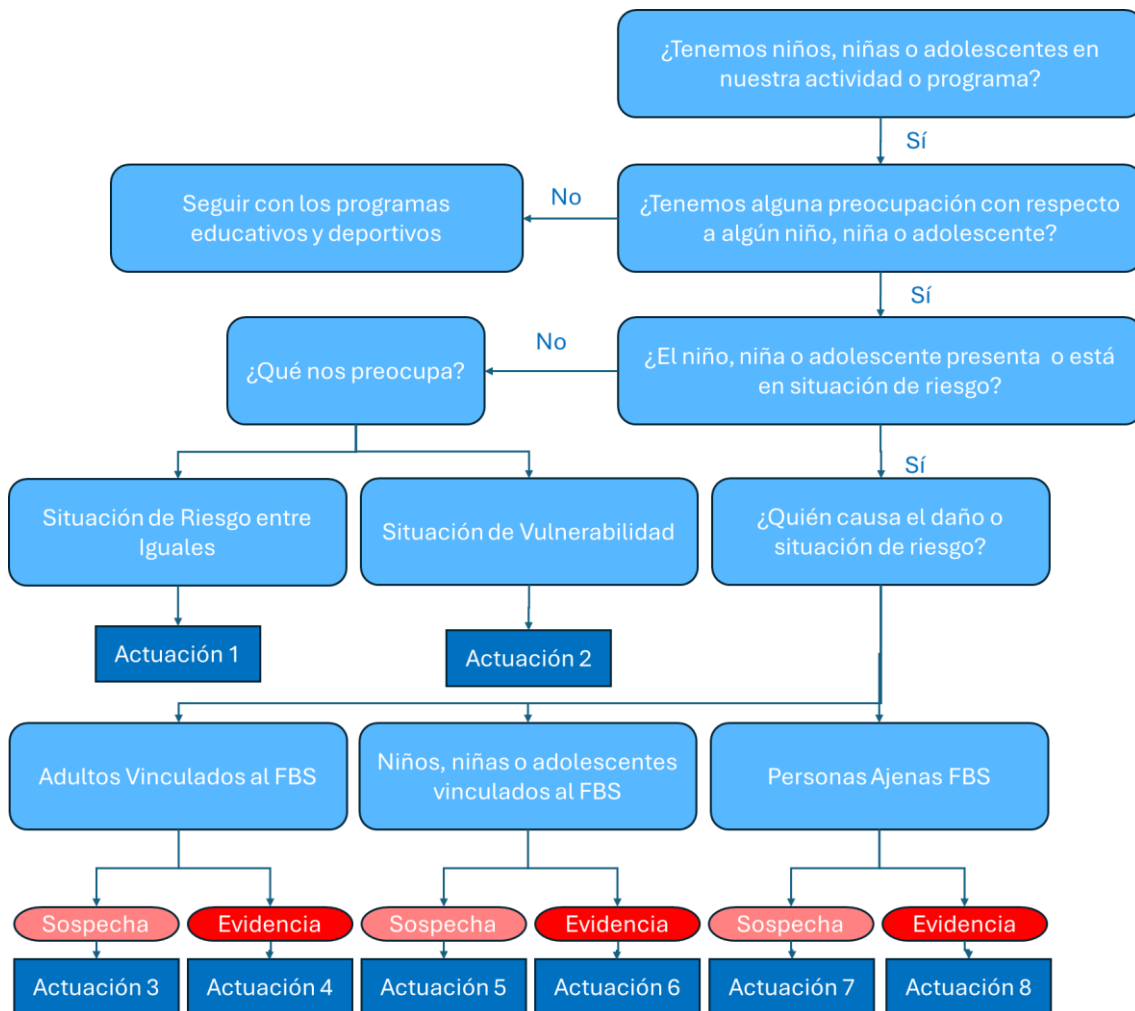 ¿Tenemos niños, niñas o adolescentes en
nuestra actividad o programa?
Sí
Seguir con los programas
educativos y deportivos
No
¿Tenemos alguna preocupación con respecto
a algún niño, niña o adolescente?
Sí
¿Qué nos preocupa?
No
¿El niño, niña o adolescente presenta o está
en situación de riesgo?
Sí
Situación de Riesgo entre
Iguales
Situación de Vulnerabilidad
¿Quién causa el daño o
situación de riesgo?
Actuación 1
Actuación 2
Adultos Vinculados al FBS
Niños, niñas o adolescentes
vinculados al FBS
Personas Ajenas FBS
Sospecha
Evidencia
Sospecha
Evidencia
Sospecha
Evidencia
Actuación 3
Actuación 4
Actuación 5
Actuación 6
Actuación 7
Actuación 8